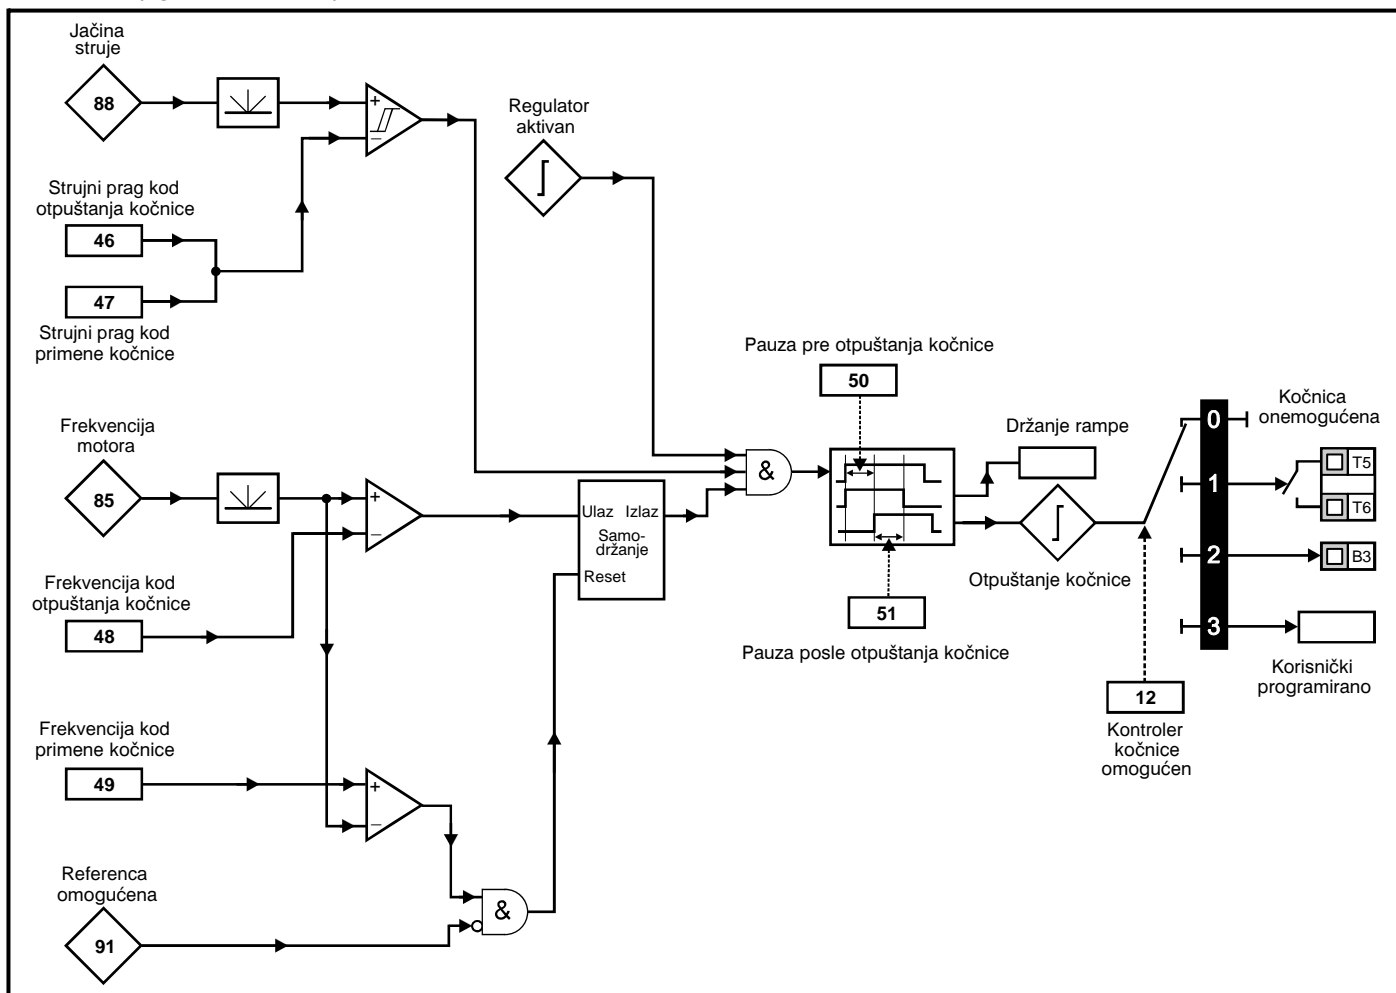 Jačina
struje
88
+
−
Regulator
aktivan
Strujni prag kod
otpuštanja kočnice
46
47
Strujni prag kod
primene kočnice
Pauza pre otpuštanja kočnice
50
Frekvencija
motora
85
+
−
Ulaz Izlaz
Samo-
držanje
Reset
&
Držanje rampe
Otpuštanje kočnice
51
Pauza posle otpuštanja kočnice
0
1
2
3
Kočnica
onemogućena
T5
T6
B3
Korisnički
programirano
12
Kontroler
kočnice
omogućen
Frekvencija kod
otpuštanja kočnice
48
Frekvencija kod
primene kočnice
49
+
−
Referenca
omogućena
91
&